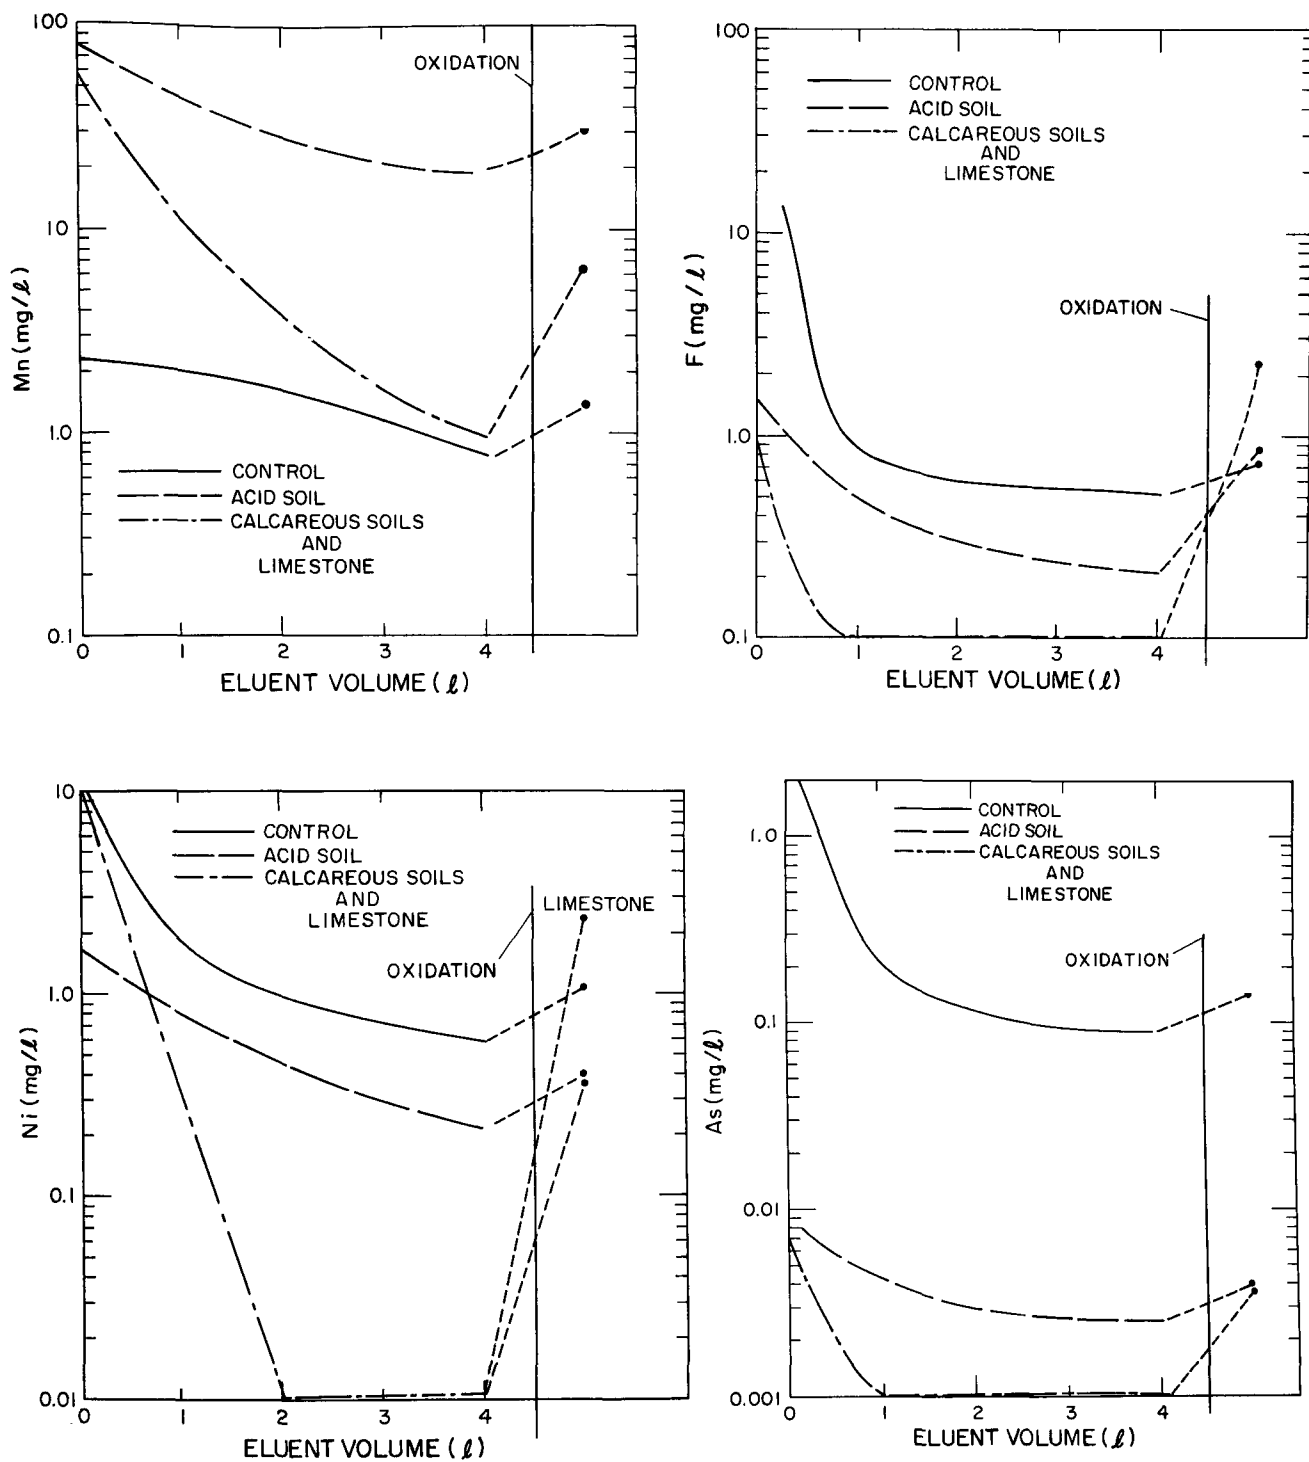 100
10
1.0
0.1
Mn (mg/ℓ)
OXIDATION
CONTROL
ACID SOIL
CALCAREOUS SOILS
AND
LIMESTONE
0 1 2 3 4
ELUENT VOLUME (ℓ)
100
10
1.0
0.1
F (mg/ℓ)
CONTROL
ACID SOIL
CALCAREOUS SOILS
AND
LIMESTONE
OXIDATION
0 1 2 3 4
ELUENT VOLUME (ℓ)
10
1.0
0.1
0.01
Ni (mg/ℓ)
CONTROL
ACID SOIL
CALCAREOUS SOILS
AND
LIMESTONE
LIMESTONE
OXIDATION
0 1 2 3 4
ELUENT VOLUME (ℓ)
1.0
0.1
0.01
0.001
As (mg/ℓ)
CONTROL
ACID SOIL
CALCAREOUS SOILS
AND
LIMESTONE
OXIDATION
0 1 2 3 4
ELUENT VOLUME (ℓ)